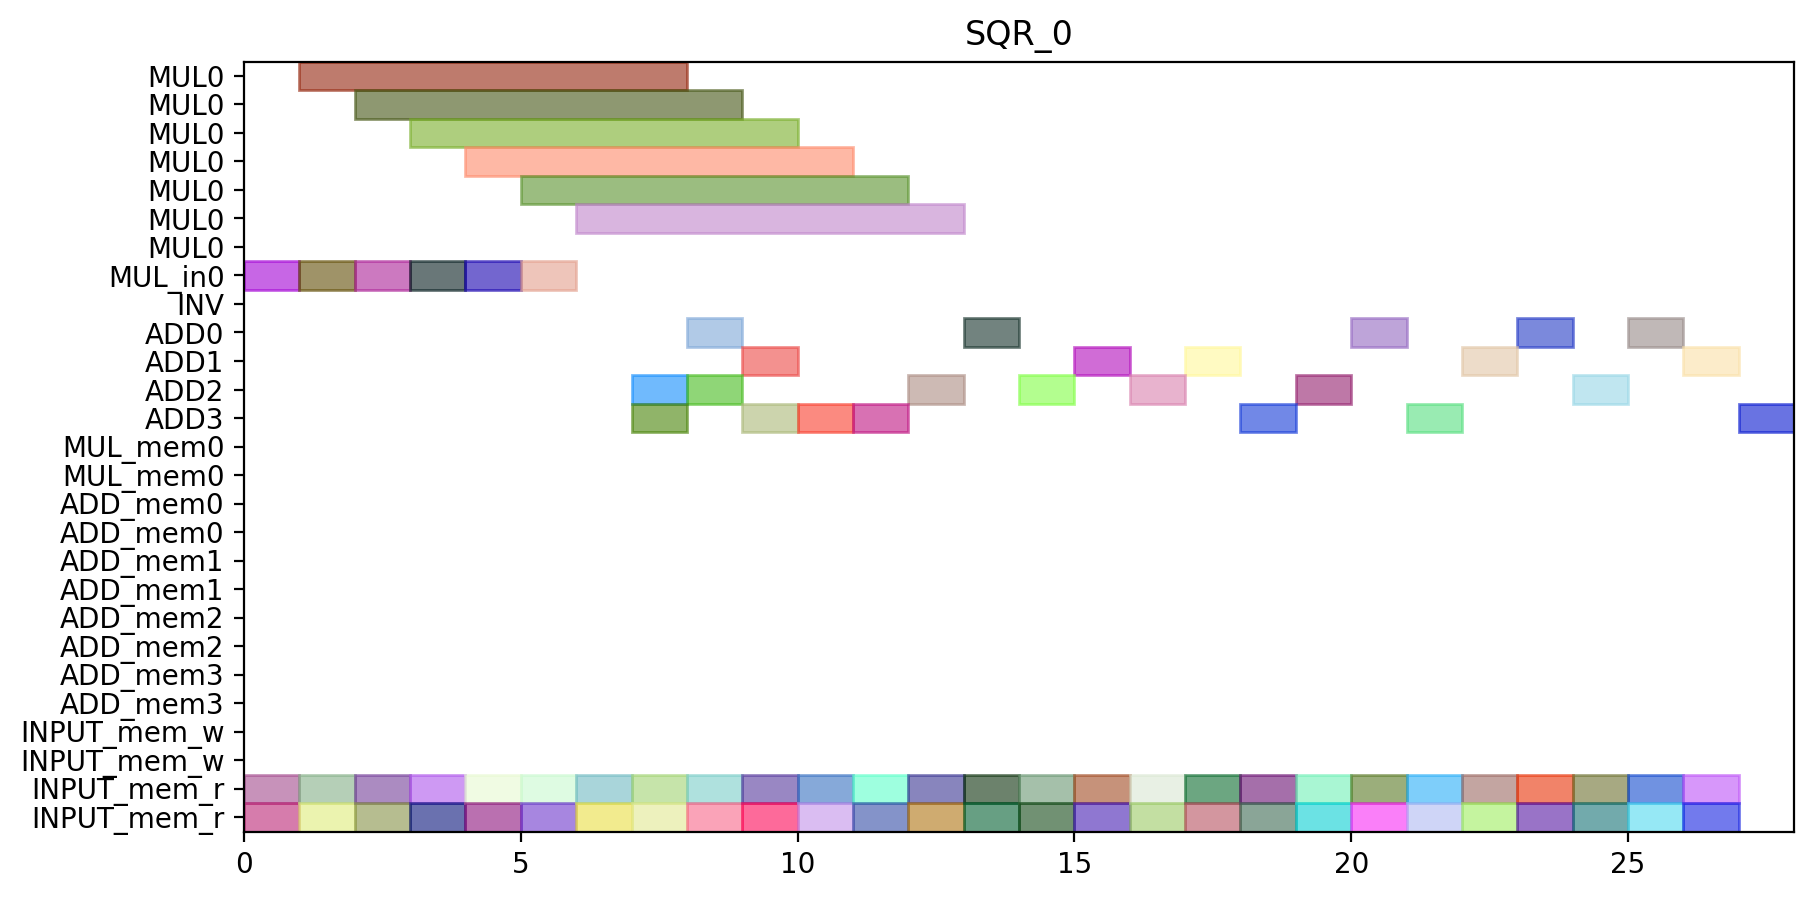 SQR_0
MUL0
MUL0
MUL0
MUL0
MUL0
MUL0
MUL0
MUL_in0
INV
ADD0
ADD1
ADD2
ADD3
MUL_mem0
MUL_mem0
ADD_mem0
ADD_mem0
ADD_mem1
ADD_mem1
ADD_mem2
ADD_mem2
ADD_mem3
ADD_mem3
INPUT_mem_w
INPUT_mem_w
INPUT_mem_r
INPUT_mem_r
0 5 10 15 20 25